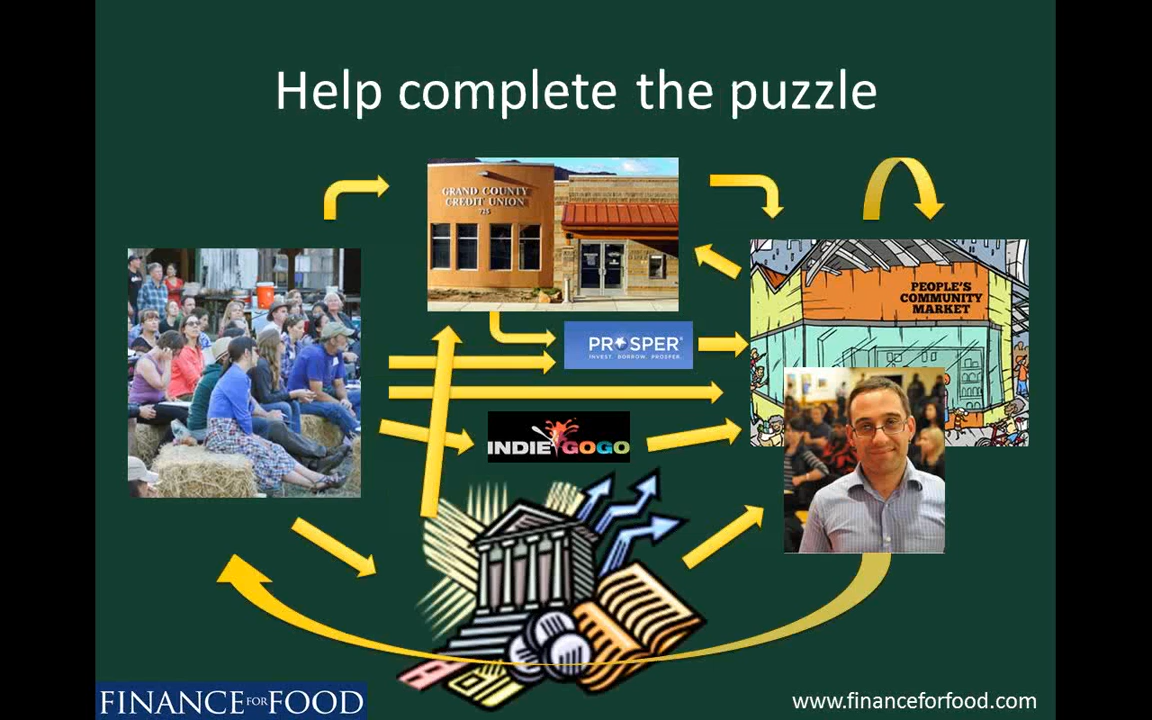 Help complete the puzzle
GRAND COUNTY
CREDIT UNION
725
PEOPLE'S
COMMUNITY
MARKET
PROSPER
INVEST. BORROW. PROSPER.
INDIEGOGO
FINANCE FOR FOOD
www.financeforfood.com